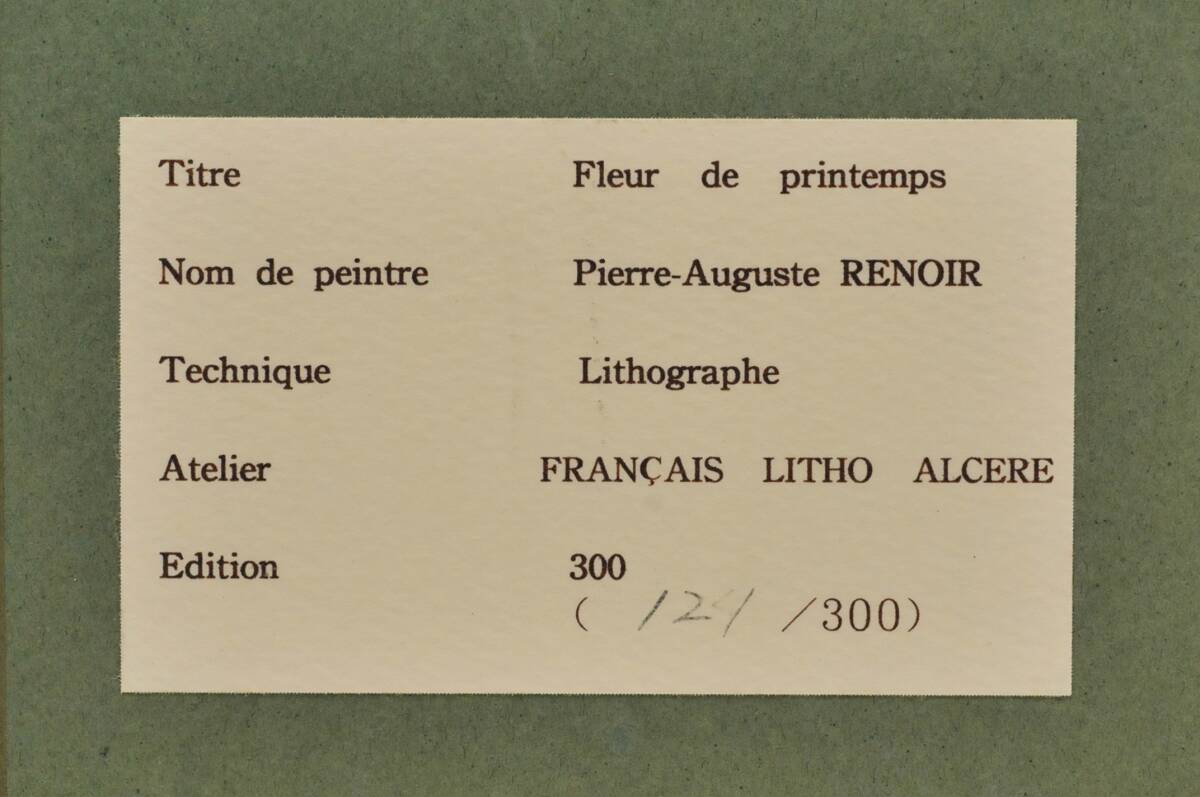 Titre Fleur de printemps
Nom de peintre Pierre-Auguste RENOIR
Technique Lithographe
Atelier FRANÇAIS LITHO ALCERE
Edition 300
( 121 /300)